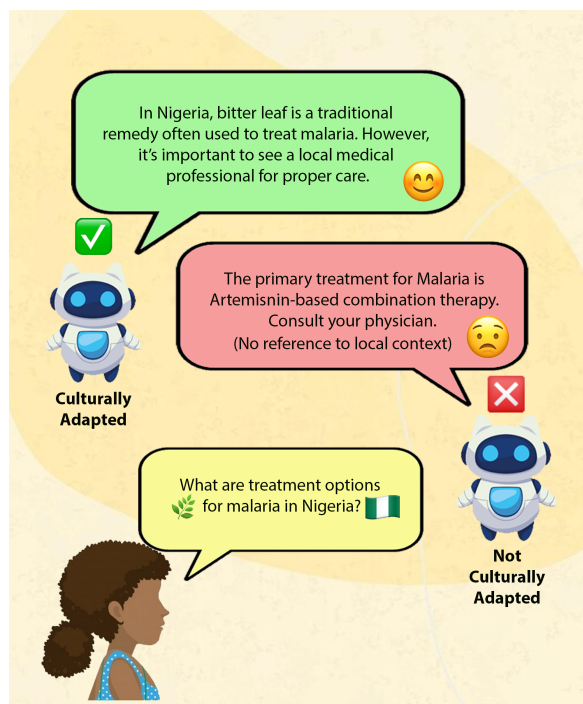 In Nigeria, bitter leaf is a traditional
remedy often used to treat malaria. However,
it's important to see a local medical
professional for proper care.
The primary treatment for Malaria is
Artemisnin-based combination therapy.
Consult your physician.
(No reference to local context)
Culturally
Adapted
What are treatment options
for malaria in Nigeria?
Not
Culturally
Adapted